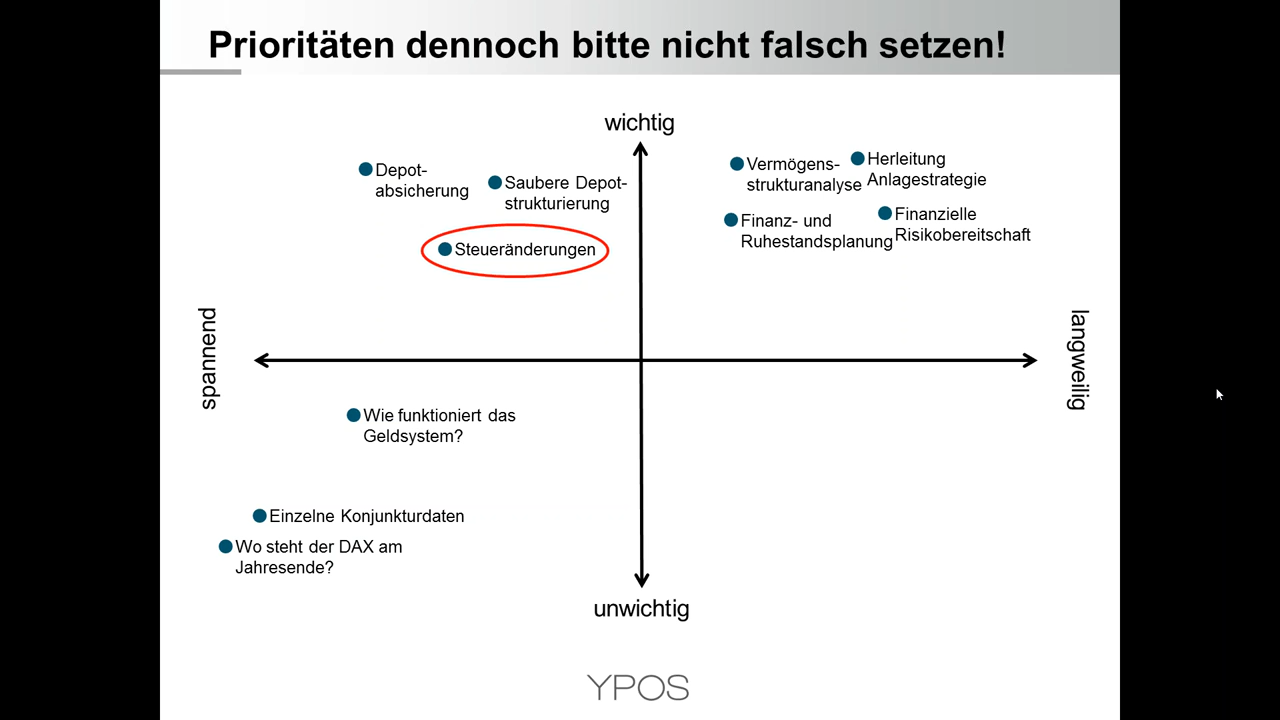 Prioritäten dennoch bitte nicht falsch setzen!
wichtig
Depot-
absicherung
Saubere Depot-
strukturierung
Steueränderungen
Vermögens-
strukturanalyse
Herleitung
Anlagestrategie
Finanz- und
Ruhestandsplanung
Finanzielle
Risikobereitschaft
spannend
langweilig
Wie funktioniert das
Geldsystem?
Einzelne Konjunkturdaten
Wo steht der DAX am
Jahresende?
unwichtig
YPOS